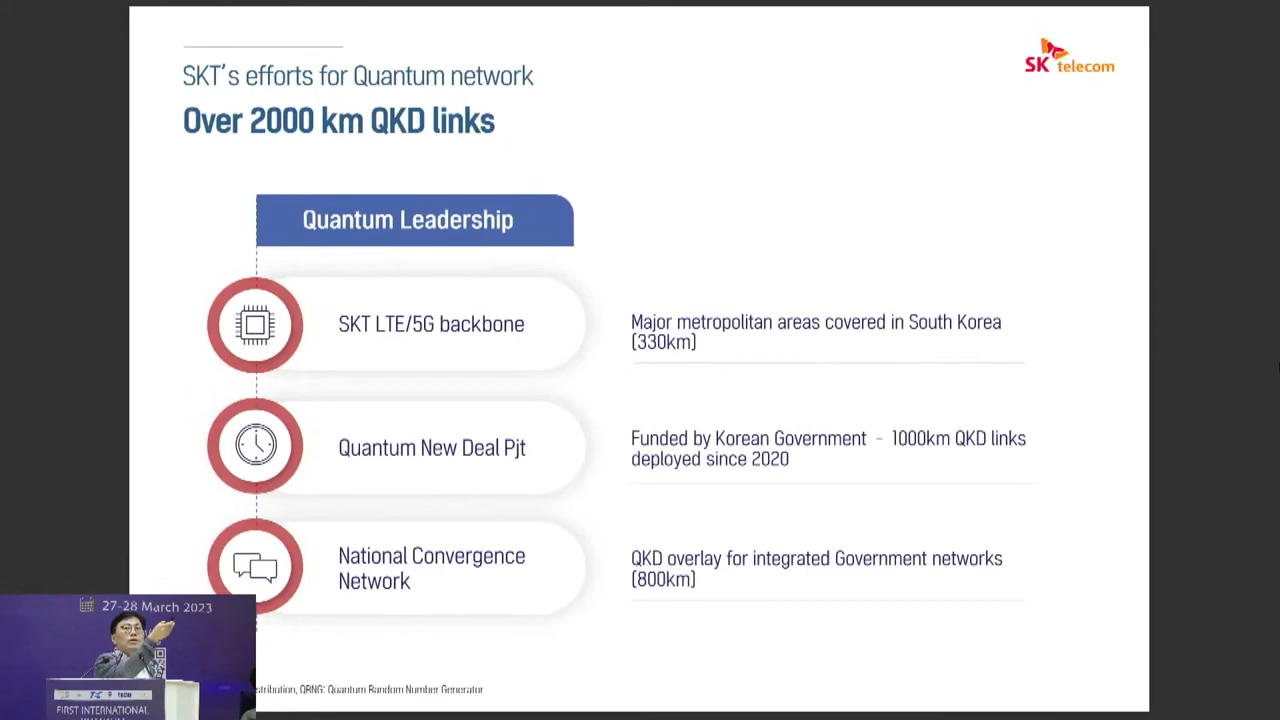 SKT's efforts for Quantum network
Over 2000 km QKD links
SK telecom
Quantum Leadership
SKT LTE/5G backbone
Major metropolitan areas covered in South Korea
(330km)
Quantum New Deal Pjt
Funded by Korean Government - 1000km QKD links
deployed since 2020
National Convergence
Network
QKD overlay for integrated Government networks
(800km)
27-28 March 2023
FIRST INTERNATIONAL
stribution, QRNG: Quantum Random Number Generator